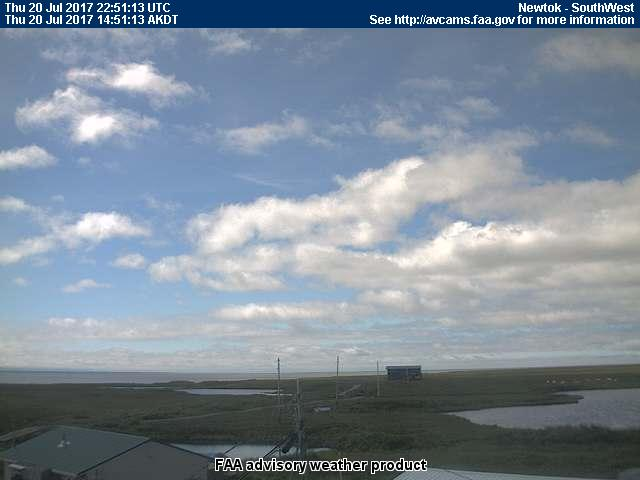 Thu 20 Jul 2017 22:51:13 UTC
Newtok - SouthWest
Thu 20 Jul 2017 14:51:13 AKDT
See http://avcams.faa.gov for more information
FAA advisory weather product